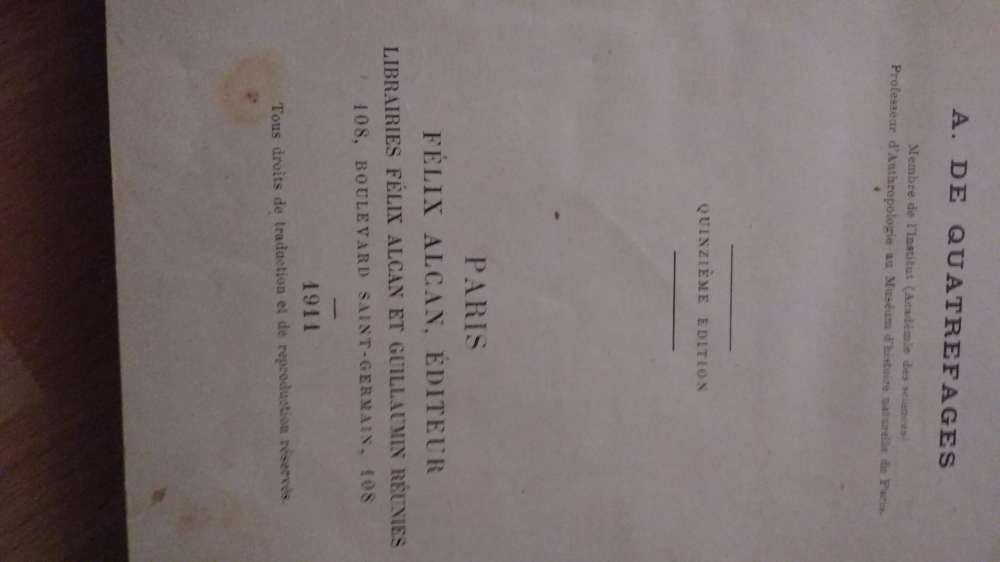 A. DE QUATREFAGES
Membre de l'Institut (Académie des sciences)
Professeur d'Anthropologie au Muséum d'histoire naturelle de Paris.
QUINZIÈME ÉDITION
PARIS
FÉLIX ALCAN, ÉDITEUR
LIBRAIRIES FÉLIX ALCAN ET GUILLAUMIN RÉUNIES
108, BOULEVARD SAINT-GERMAIN, 108
1911
Tous droits de traduction et de reproduction réservés.